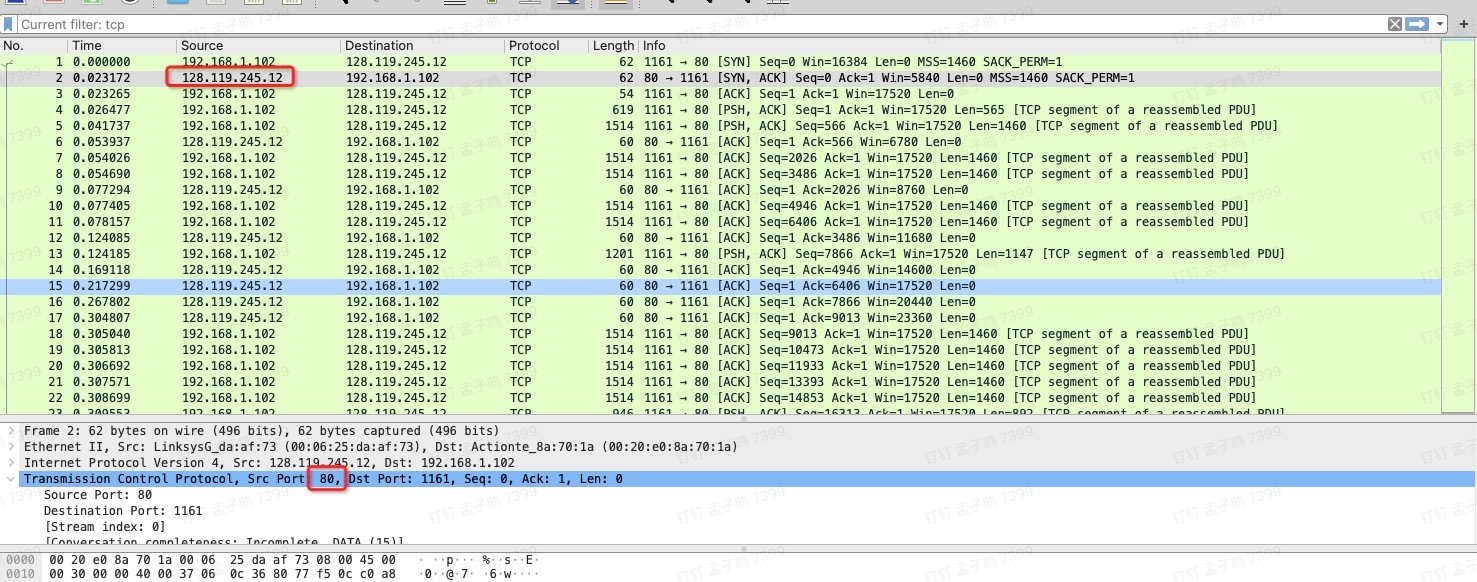 Current filter: tcp
No. Time Source Destination Protocol Length Info
1 0.000000 192.168.1.102 128.119.245.12 TCP 62 1161 → 80 [SYN] Seq=0 Win=16384 Len=0 MSS=1460 SACK_PERM=1
2 0.023172 128.119.245.12 192.168.1.102 TCP 62 80 → 1161 [SYN, ACK] Seq=0 Ack=1 Win=5840 Len=0 MSS=1460 SACK_PERM=1
3 0.023265 192.168.1.102 128.119.245.12 TCP 54 1161 → 80 [ACK] Seq=1 Ack=1 Win=17520 Len=0
4 0.026477 192.168.1.102 128.119.245.12 TCP 619 1161 → 80 [PSH, ACK] Seq=1 Ack=1 Win=17520 Len=565 [TCP segment of a reassembled PDU]
5 0.041737 192.168.1.102 128.119.245.12 TCP 1514 1161 → 80 [PSH, ACK] Seq=566 Ack=1 Win=17520 Len=1460 [TCP segment of a reassembled PDU]
6 0.053937 128.119.245.12 192.168.1.102 TCP 60 80 → 1161 [ACK] Seq=1 Ack=566 Win=6780 Len=0
7 0.054026 192.168.1.102 128.119.245.12 TCP 1514 1161 → 80 [ACK] Seq=2026 Ack=1 Win=17520 Len=1460 [TCP segment of a reassembled PDU]
8 0.054690 192.168.1.102 128.119.245.12 TCP 1514 1161 → 80 [ACK] Seq=3486 Ack=1 Win=17520 Len=1460 [TCP segment of a reassembled PDU]
9 0.077294 128.119.245.12 192.168.1.102 TCP 60 80 → 1161 [ACK] Seq=1 Ack=2026 Win=8760 Len=0
10 0.077405 192.168.1.102 128.119.245.12 TCP 1514 1161 → 80 [ACK] Seq=4946 Ack=1 Win=17520 Len=1460 [TCP segment of a reassembled PDU]
11 0.078157 192.168.1.102 128.119.245.12 TCP 1514 1161 → 80 [ACK] Seq=6406 Ack=1 Win=17520 Len=1460 [TCP segment of a reassembled PDU]
12 0.124085 128.119.245.12 192.168.1.102 TCP 60 80 → 1161 [ACK] Seq=1 Ack=3486 Win=11680 Len=0
13 0.124185 192.168.1.102 128.119.245.12 TCP 1201 1161 → 80 [PSH, ACK] Seq=7866 Ack=1 Win=17520 Len=1147 [TCP segment of a reassembled PDU]
14 0.169118 128.119.245.12 192.168.1.102 TCP 60 80 → 1161 [ACK] Seq=1 Ack=4946 Win=14600 Len=0
15 0.217299 128.119.245.12 192.168.1.102 TCP 60 80 → 1161 [ACK] Seq=1 Ack=6406 Win=17520 Len=0
16 0.267802 128.119.245.12 192.168.1.102 TCP 60 80 → 1161 [ACK] Seq=1 Ack=7866 Win=20440 Len=0
17 0.304807 128.119.245.12 192.168.1.102 TCP 60 80 → 1161 [ACK] Seq=1 Ack=9013 Win=23360 Len=0
18 0.305040 192.168.1.102 128.119.245.12 TCP 1514 1161 → 80 [ACK] Seq=9013 Ack=1 Win=17520 Len=1460 [TCP segment of a reassembled PDU]
19 0.305813 192.168.1.102 128.119.245.12 TCP 1514 1161 → 80 [ACK] Seq=10473 Ack=1 Win=17520 Len=1460 [TCP segment of a reassembled PDU]
20 0.306692 192.168.1.102 128.119.245.12 TCP 1514 1161 → 80 [ACK] Seq=11933 Ack=1 Win=17520 Len=1460 [TCP segment of a reassembled PDU]
21 0.307571 192.168.1.102 128.119.245.12 TCP 1514 1161 → 80 [ACK] Seq=13393 Ack=1 Win=17520 Len=1460 [TCP segment of a reassembled PDU]
22 0.308699 192.168.1.102 128.119.245.12 TCP 1514 1161 → 80 [ACK] Seq=14853 Ack=1 Win=17520 Len=1460 [TCP segment of a reassembled PDU]
23 0.309553 192.168.1.102 128.119.245.12 TCP 946 1161 → 80 [PSH, ACK] Seq=16313 Ack=1 Win=17520 Len=892 [TCP segment of a reassembled PDU]
Frame 2: 62 bytes on wire (496 bits), 62 bytes captured (496 bits)
Ethernet II, Src: LinksysG_da:af:73 (00:06:25:da:af:73), Dst: Actionte_8a:70:1a (00:20:e0:8a:70:1a)
Internet Protocol Version 4, Src: 128.119.245.12, Dst: 192.168.1.102
Transmission Control Protocol, Src Port: 80, Dst Port: 1161, Seq: 0, Ack: 1, Len: 0
Source Port: 80
Destination Port: 1161
[Stream index: 0]
[Conversation completeness: Incomplete, DATA (15)]
0000 00 20 e0 8a 70 1a 00 06 25 da af 73 08 00 45 00 · ··p··· %··s··E·
0010 00 30 00 00 40 00 37 06 0c 36 80 77 f5 0c c0 a8 ·0··@·7· ·6·w····
钉钉 孟子鸣 7399